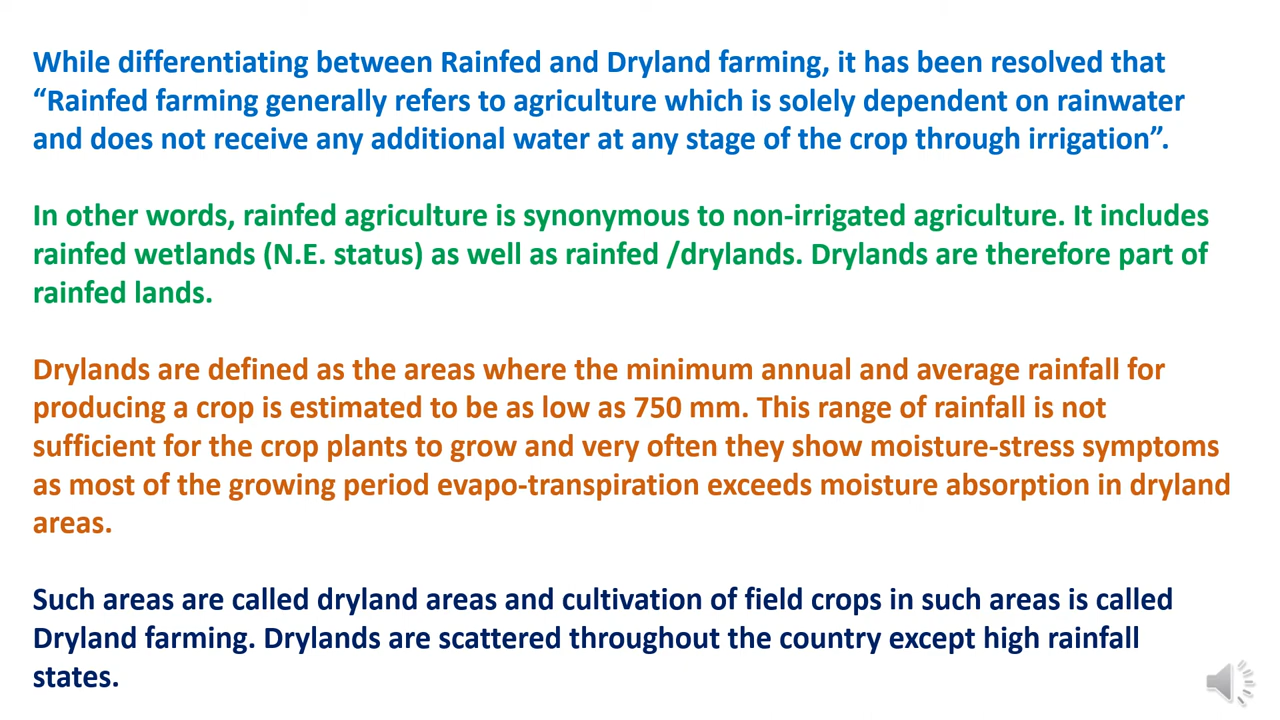 While differentiating between Rainfed and Dryland farming, it has been resolved that
“Rainfed farming generally refers to agriculture which is solely dependent on rainwater
and does not receive any additional water at any stage of the crop through irrigation”.
In other words, rainfed agriculture is synonymous to non-irrigated agriculture. It includes
rainfed wetlands (N.E. status) as well as rainfed /drylands. Drylands are therefore part of
rainfed lands.
Drylands are defined as the areas where the minimum annual and average rainfall for
producing a crop is estimated to be as low as 750 mm. This range of rainfall is not
sufficient for the crop plants to grow and very often they show moisture-stress symptoms
as most of the growing period evapo-transpiration exceeds moisture absorption in dryland
areas.
Such areas are called dryland areas and cultivation of field crops in such areas is called
Dryland farming. Drylands are scattered throughout the country except high rainfall
states.